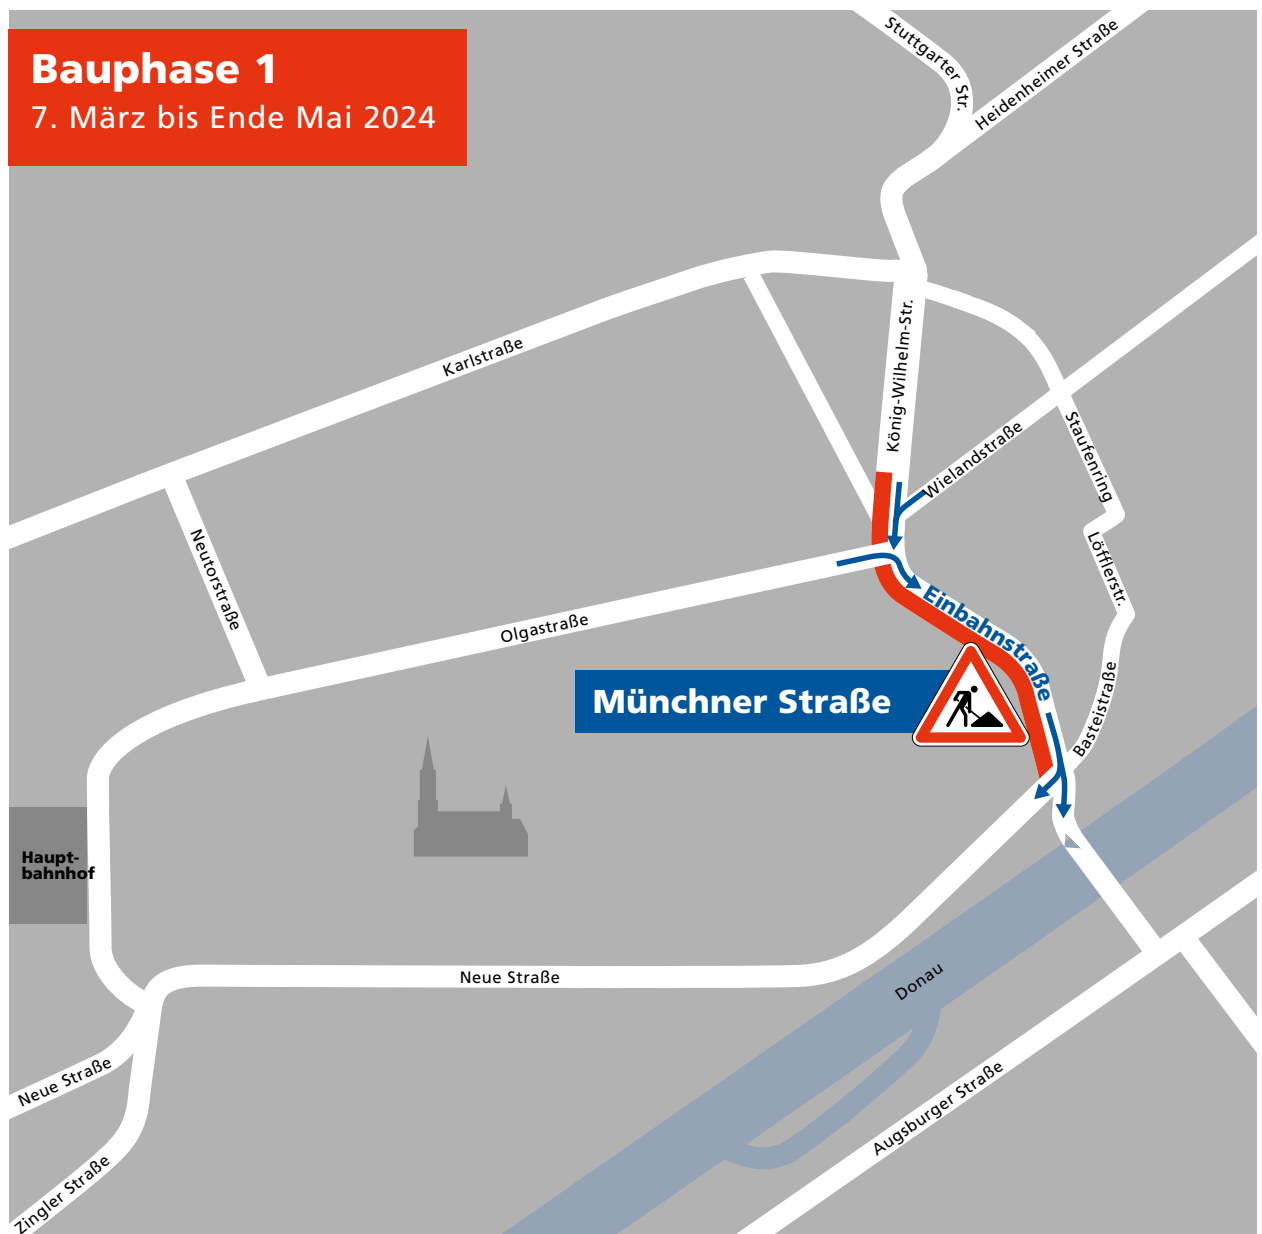 Bauphase 1
7. März bis Ende Mai 2024
Stuttgarter Str.
Heidenheimer Straße
Karlstraße
König-Wilhelm-Str.
Wielandstraße
Staufenring
Löfflerstr.
Neutorstraße
Olgastraße
Einbahnstraße
Münchner Straße
Basteistraße
Haupt-
bahnhof
Neue Straße
Donau
Neue Straße
Augsburger Straße
Zingler Straße